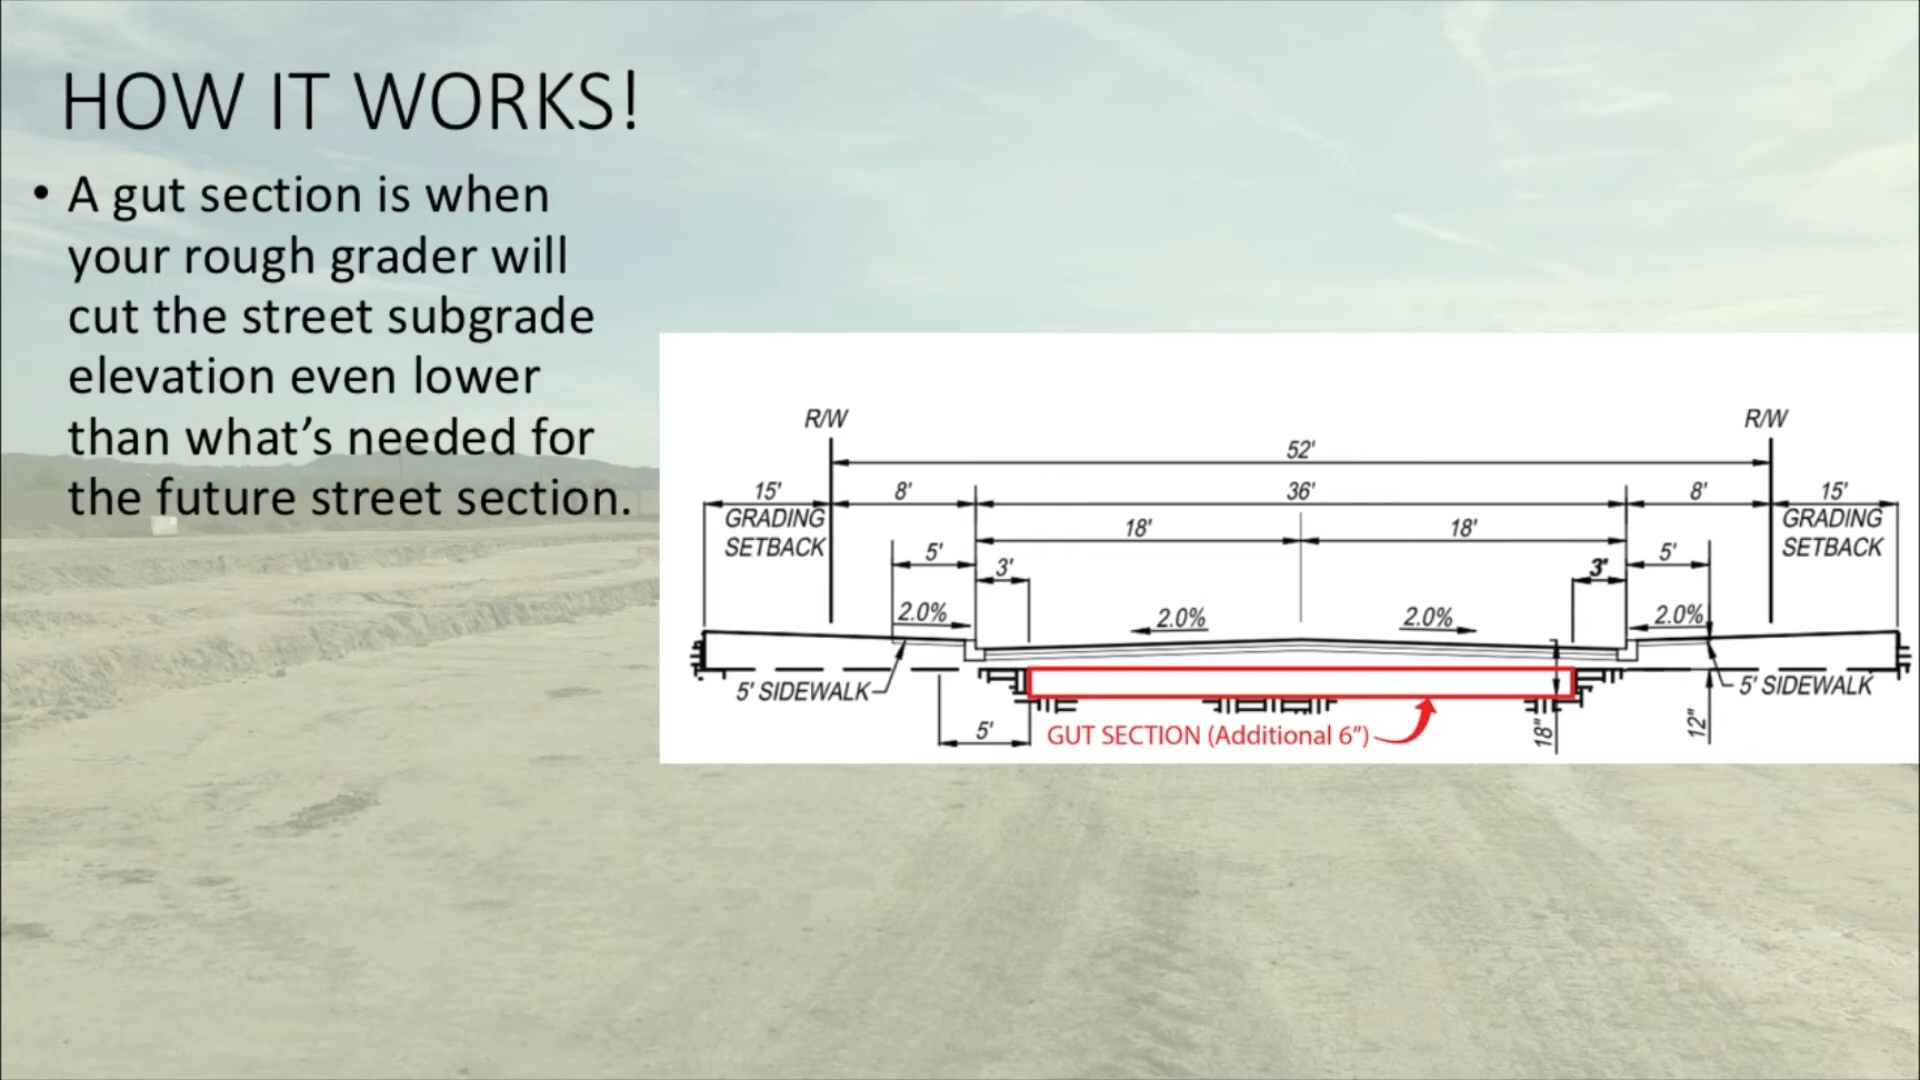 HOW IT WORKS!
• A gut section is when
your rough grader will
cut the street subgrade
elevation even lower
than what’s needed for
the future street section.
R/W
R/W
52'
15'
8'
36'
8'
15'
GRADING
SETBACK
18'
18'
GRADING
SETBACK
5'
3'
3'
5'
2.0%
2.0%
2.0%
2.0%
5' SIDEWALK
5' SIDEWALK
5'
GUT SECTION (Additional 6”)
18"
12"